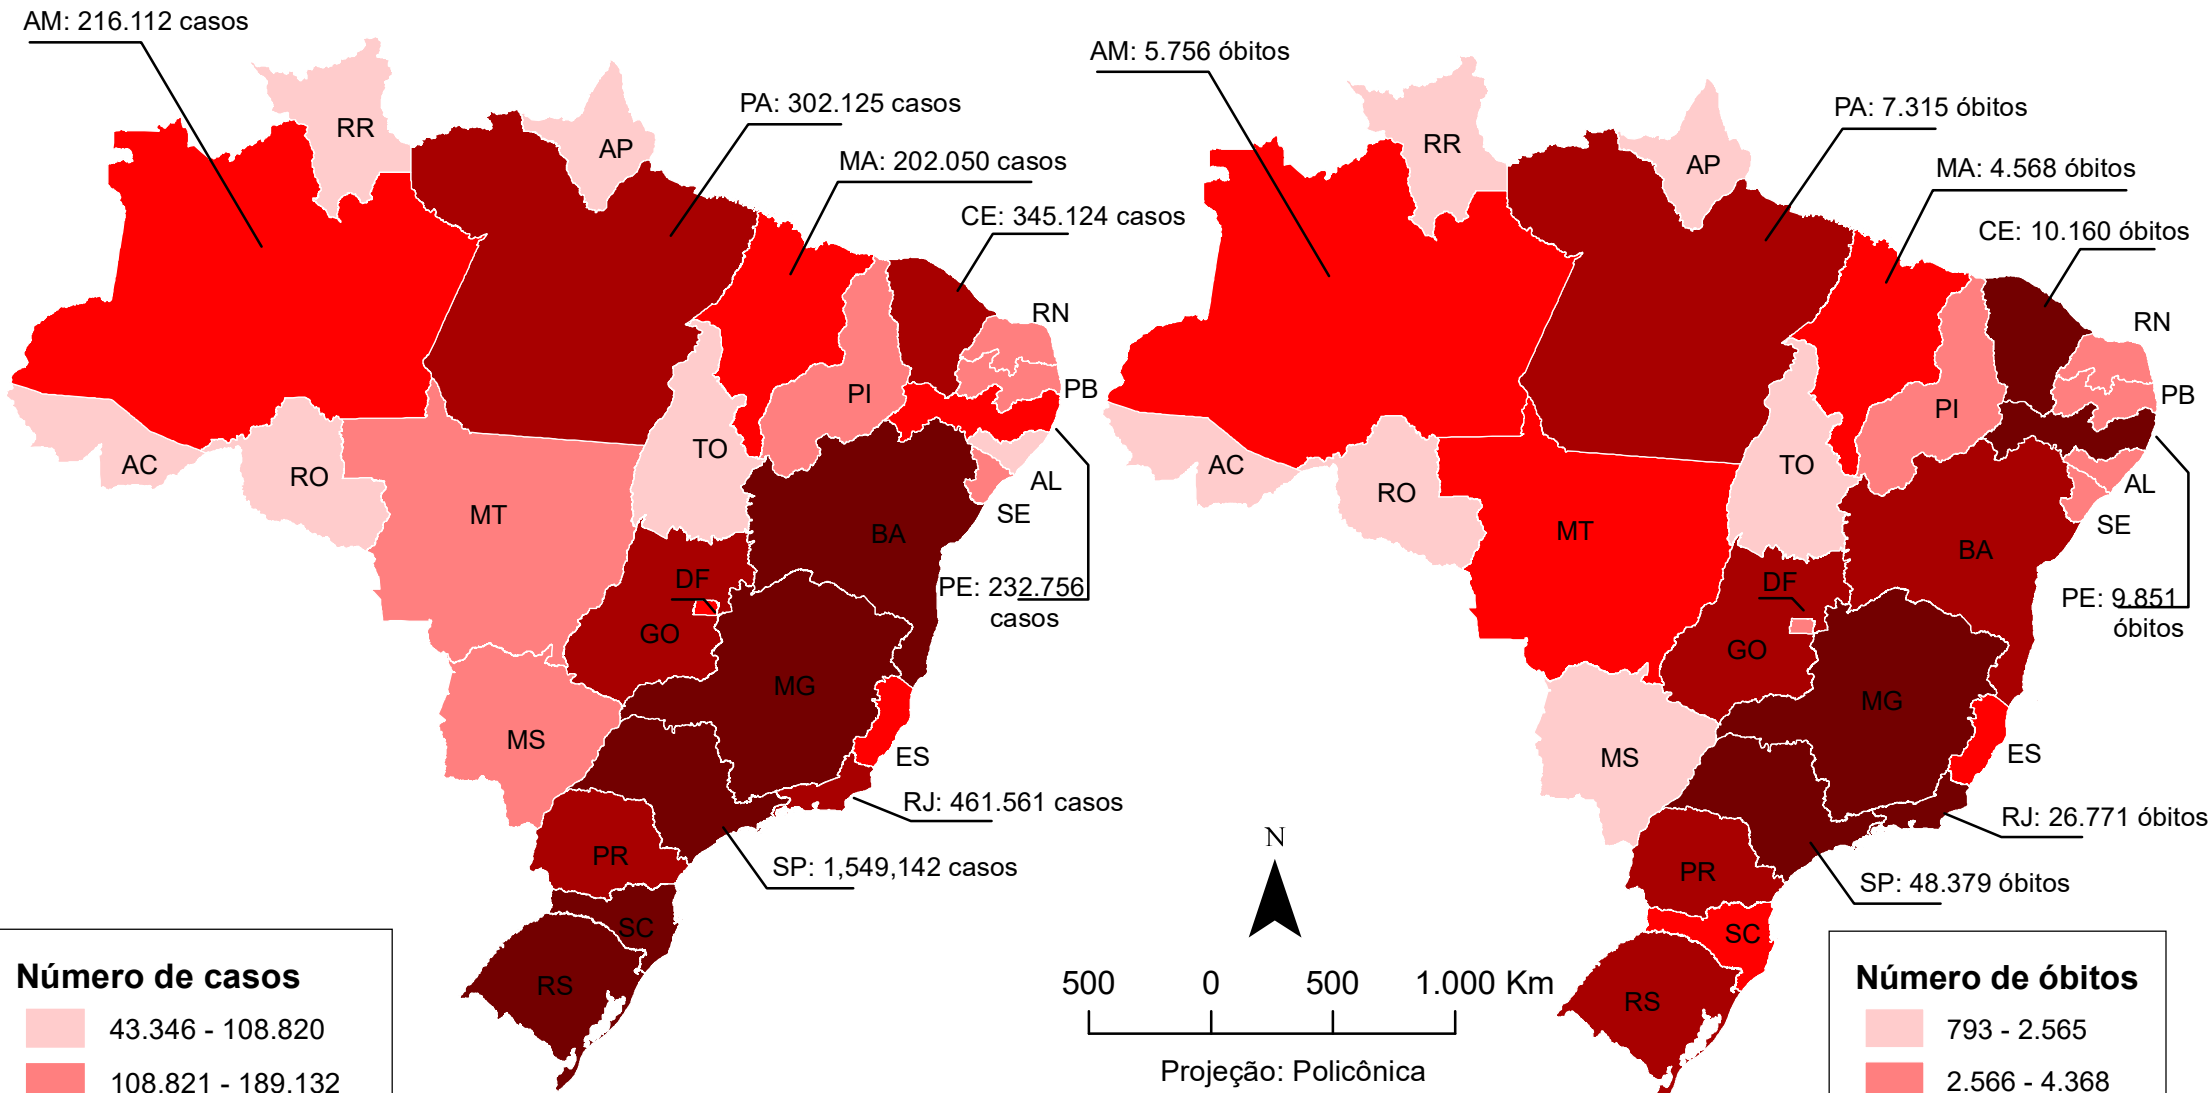 AM: 216.112 casos
RR
AP
PA: 302.125 casos
MA: 202.050 casos
CE: 345.124 casos
RN
PB
PI
TO
AC
RO
MT
AL
SE
BA
DF
PE: 232.756
casos
GO
MG
MS
ES
RJ: 461.561 casos
PR
SP: 1,549,142 casos
SC
RS
Número de casos
43.346 - 108.820
108.821 - 189.132
AM: 5.756 óbitos
RR
AP
PA: 7.315 óbitos
MA: 4.568 óbitos
CE: 10.160 óbitos
RN
PB
PI
TO
AC
RO
MT
AL
SE
BA
DF
PE: 9.851
óbitos
GO
MG
MS
ES
RJ: 26.771 óbitos
PR
SP: 48.379 óbitos
SC
RS
N
500 0 500 1.000 Km
Projeção: Policônica
Número de óbitos
793 - 2.565
2.566 - 4.368